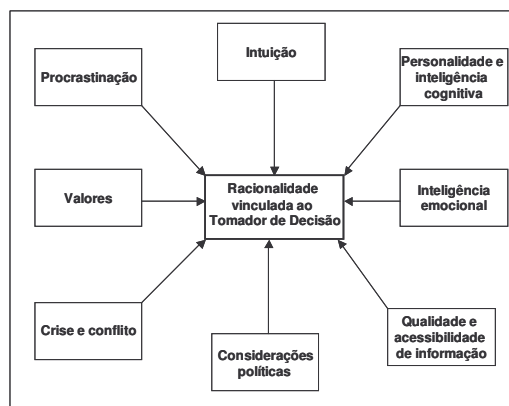 Procrastinação
Intuição
Personalidade e
inteligência
cognitiva
Valores
Racionalidade
vinculada ao
Tomador de Decisão
Inteligência
emocional
Crise e conflito
Considerações
políticas
Qualidade e
acessibilidade
de informação